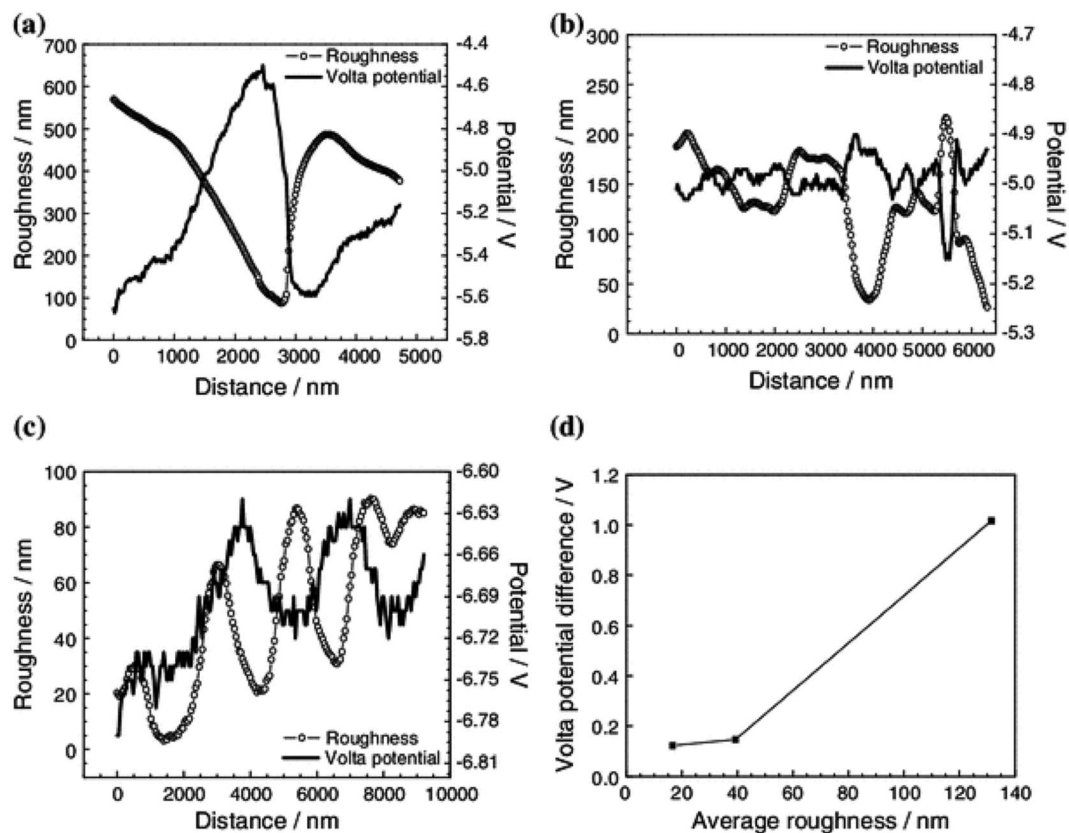 (a)
700
600
500
400
300
200
100
0
Roughness / nm
Roughness
Volta potential
-4.4
-4.6
-4.8
-5.0
-5.2
-5.4
-5.6
-5.8
Potential / V
0 1000 2000 3000 4000 5000
Distance / nm
(b)
300
250
200
150
100
50
0
Roughness / nm
Roughness
Volta potential
-4.7
-4.8
-4.9
-5.0
-5.1
-5.2
-5.3
Potential / V
0 1000 2000 3000 4000 5000 6000
Distance / nm
(c)
100
80
60
40
20
0
Roughness / nm
Roughness
Volta potential
-6.60
-6.63
-6.66
-6.69
-6.72
-6.75
-6.78
-6.81
Potential / V
0 2000 4000 6000 8000 10000
Distance / nm
(d)
1.2
1.0
0.8
0.6
0.4
0.2
0.0
Volta potential difference / V
0 20 40 60 80 100 120 140
Average roughness / nm